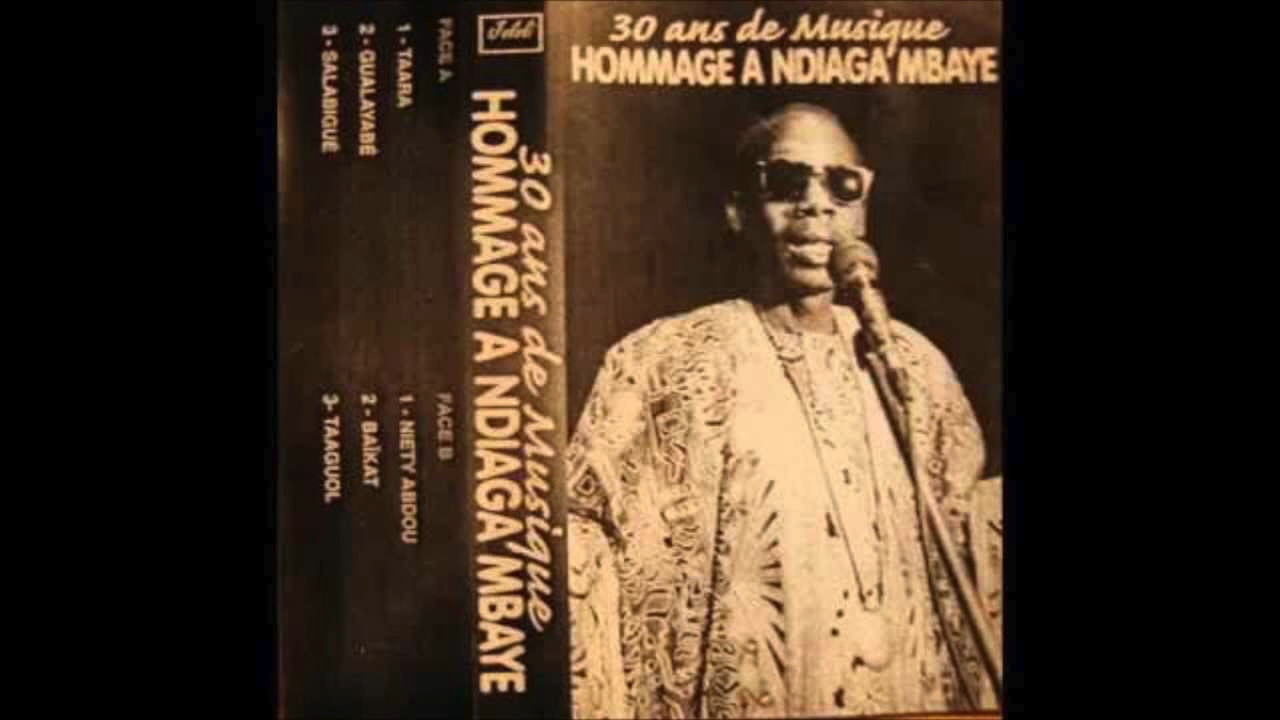 30 ans de Musique
HOMMAGE A NDIAGA MBAYE
30 ans de Musique
HOMMAGE A NDIAGA MBAYE
FACE A
1 - TAARA
2 - GUALAYABÉ
3 - SALABIGUÉ
FACE B
1 - NIETY ABDOU
2 - BAÏKAT
3- TAAGUOL